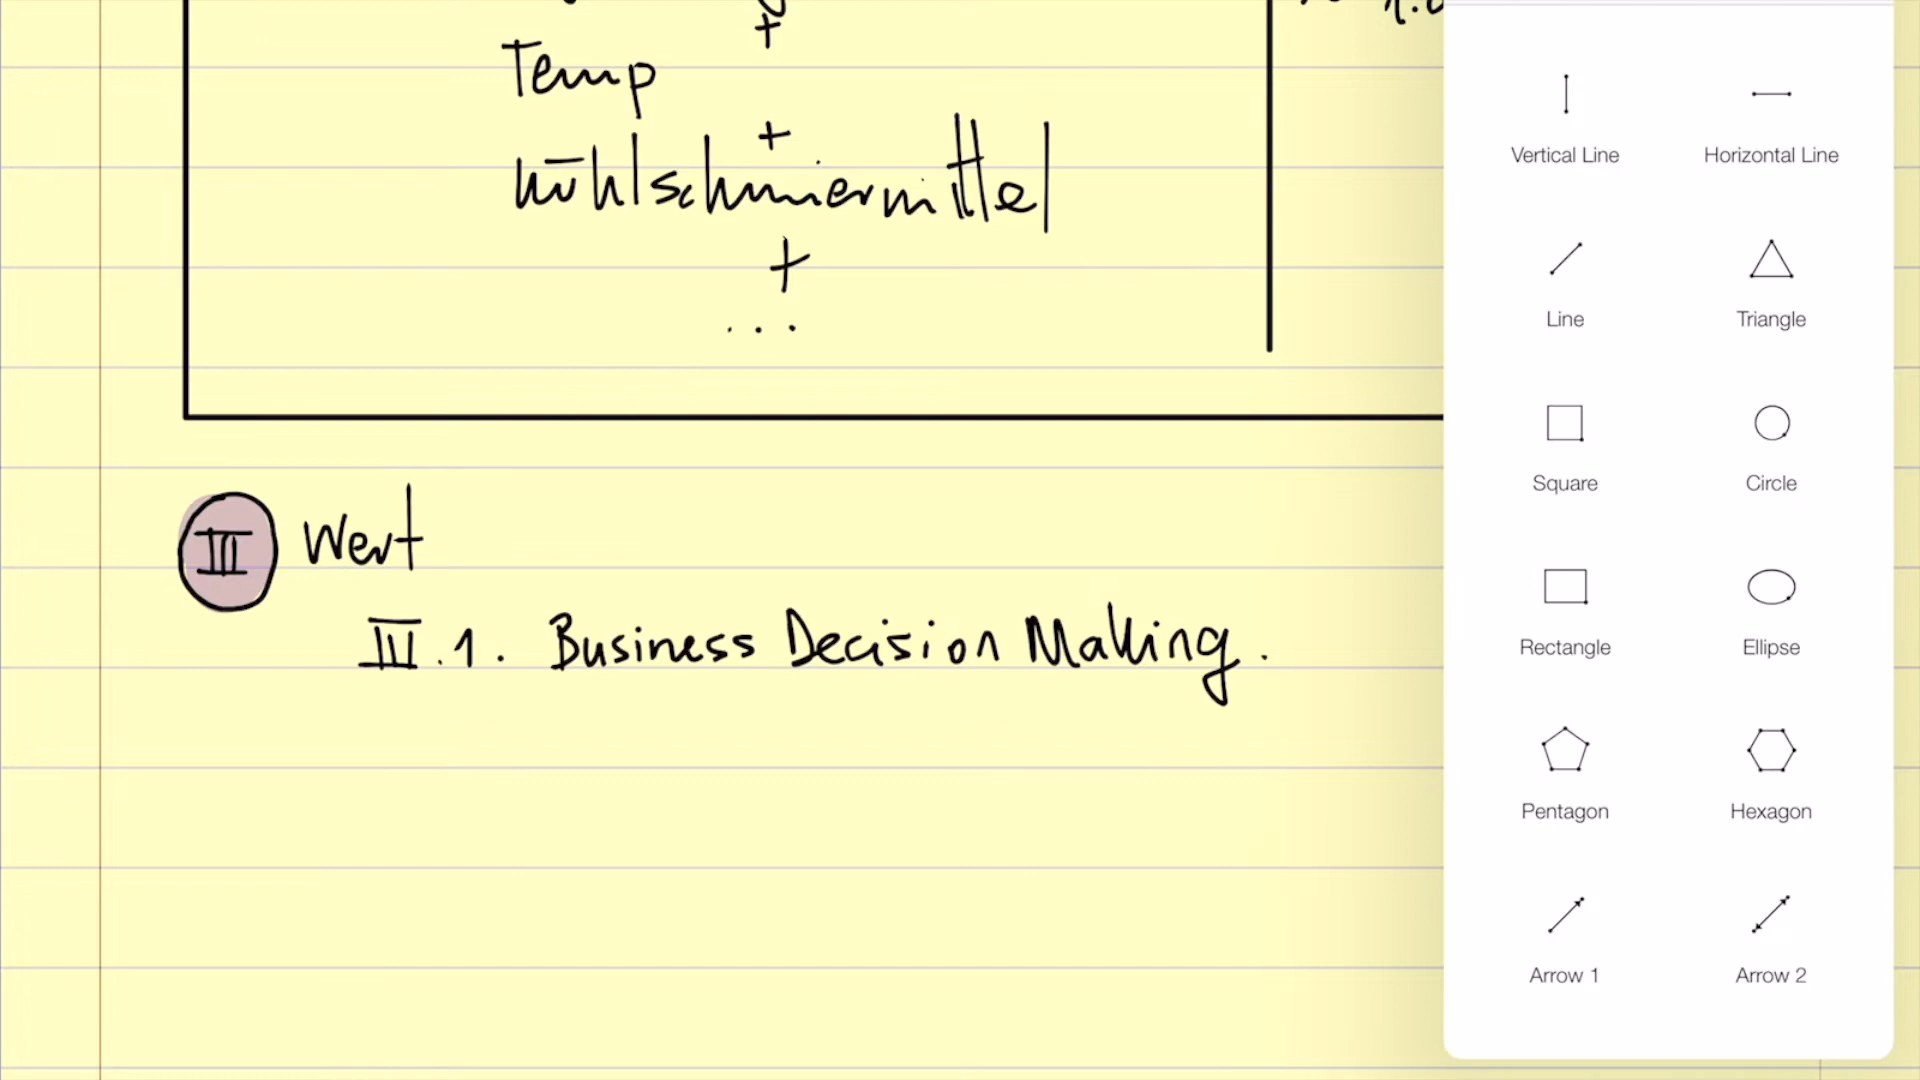 +
Temp
+
Kühlschmiermittel
+
...
III Wert
III.1. Business Decision Making.
Vertical Line
Horizontal Line
Line
Triangle
Square
Circle
Rectangle
Ellipse
Pentagon
Hexagon
Arrow 1
Arrow 2